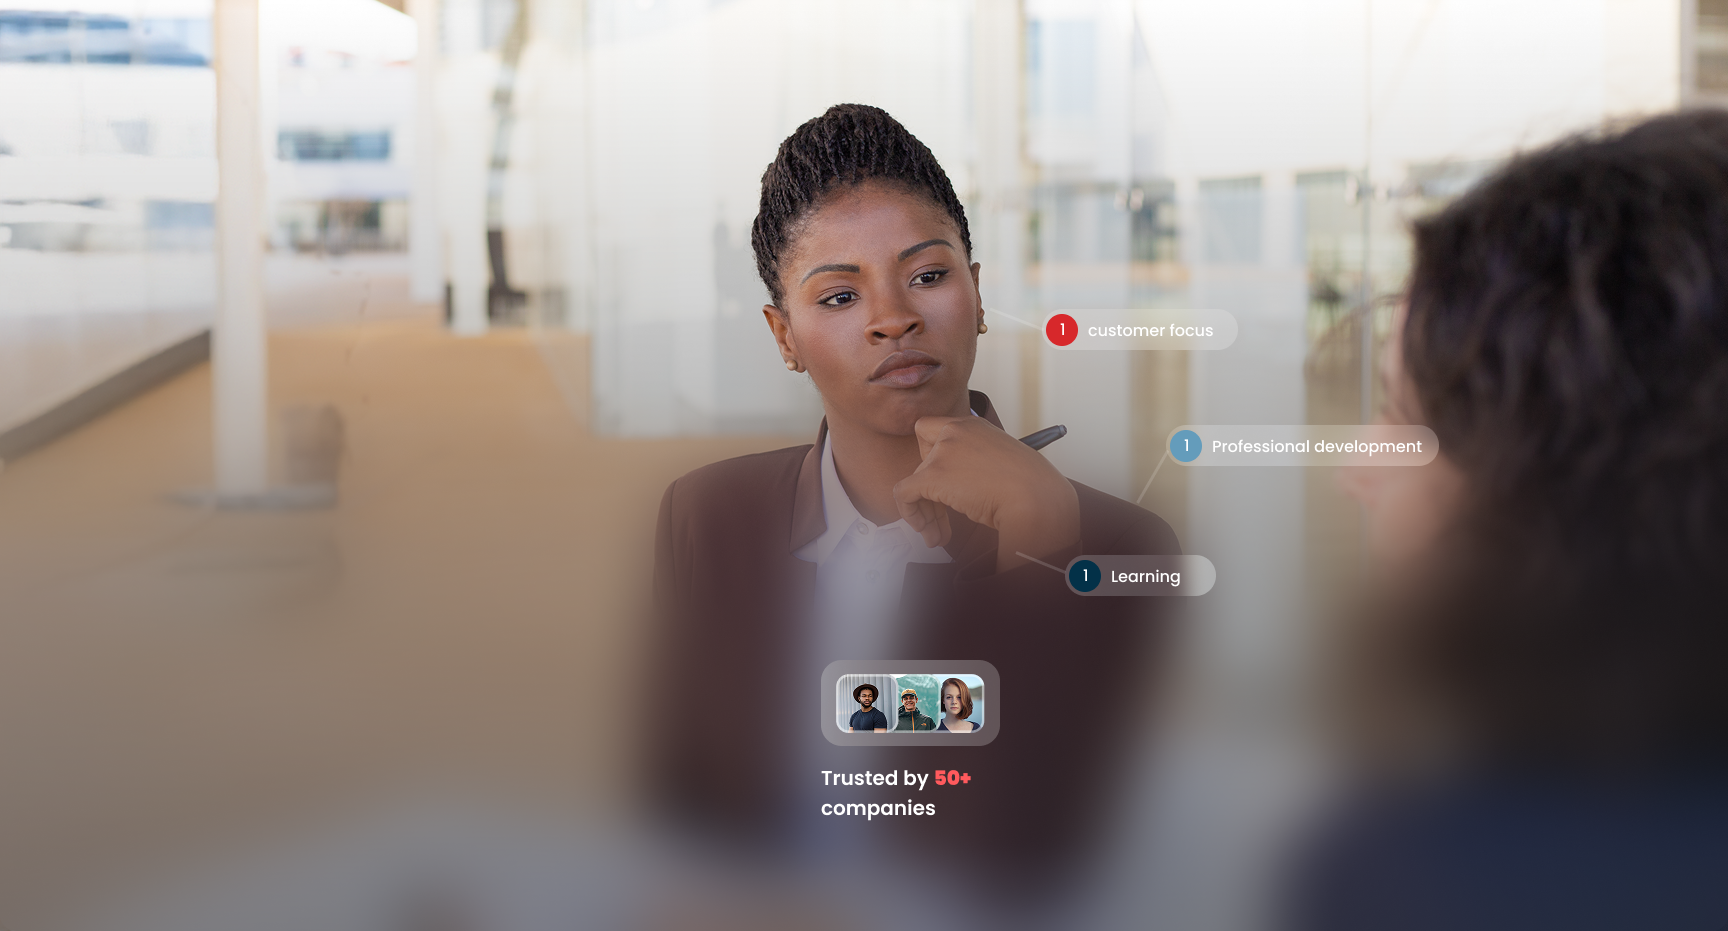 1 customer focus
1 Professional development
1 Learning
Trusted by 50+
companies